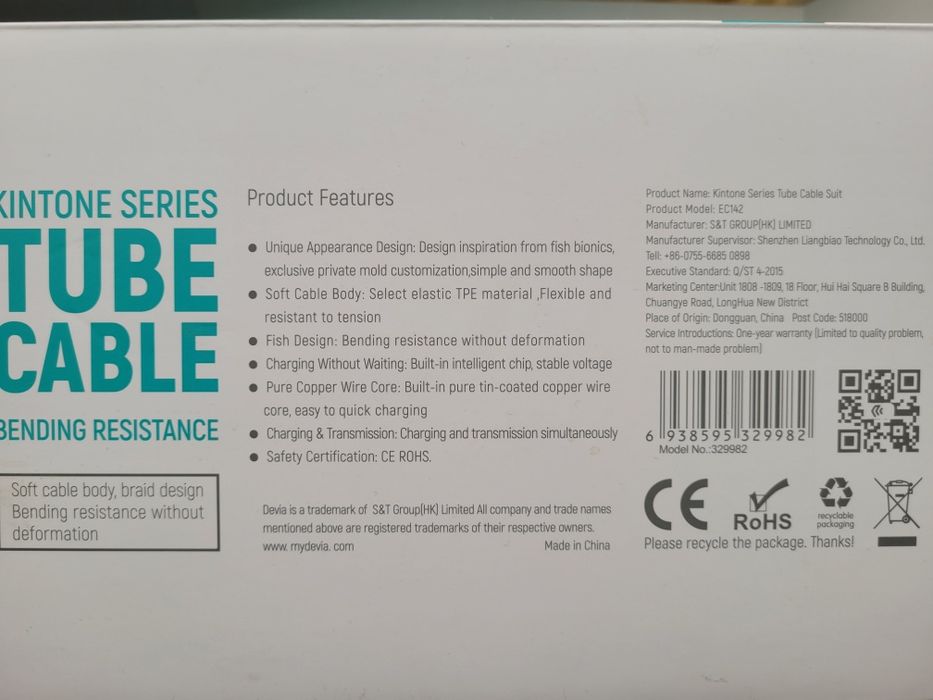 KINTONE SERIES
TUBE
CABLE
BENDING RESISTANCE
Soft cable body, braid design
Bending resistance without
deformation
Product Features
● Unique Appearance Design: Design inspiration from fish bionics,
exclusive private mold customization,simple and smooth shape
● Soft Cable Body: Select elastic TPE material ,Flexible and
resistant to tension
● Fish Design: Bending resistance without deformation
● Charging Without Waiting: Built-in intelligent chip, stable voltage
● Pure Copper Wire Core: Built-in pure tin-coated copper wire
core, easy to quick charging
● Charging & Transmission: Charging and transmission simultaneously
● Safety Certification: CE ROHS.
Devia is a trademark of S&T Group(HK) Limited All company and trade names
mentioned above are registered trademarks of their respective owners.
www. mydevia. com Made in China
Product Name: Kintone Series Tube Cable Suit
Product Model: EC142
Manufacturer: S&T GROUP(HK) LIMITED
Manufacturer Supervisor: Shenzhen Liangbiao Technology Co., Ltd.
Tell: +86-0755-6685 0898
Executive Standard: Q/ST 4-2015
Marketing Center:Unit 1808 -1809, 18 Floor, Hui Hai Square B Building,
Chuangye Road, LongHua New District
Place of Origin: Dongguan, China Post Code: 518000
Service Introductions: One-year warranty (Limited to quality problem,
not to man-made problem)
6 938595 329982
Model No.:329982
CE
RoHS
recyclable
packaging
Please recycle the package. Thanks!